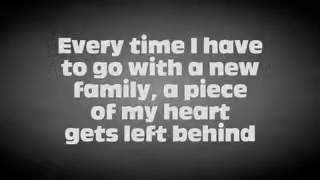 Every time I have
to go with a new
family, a piece
of my heart
gets left behind